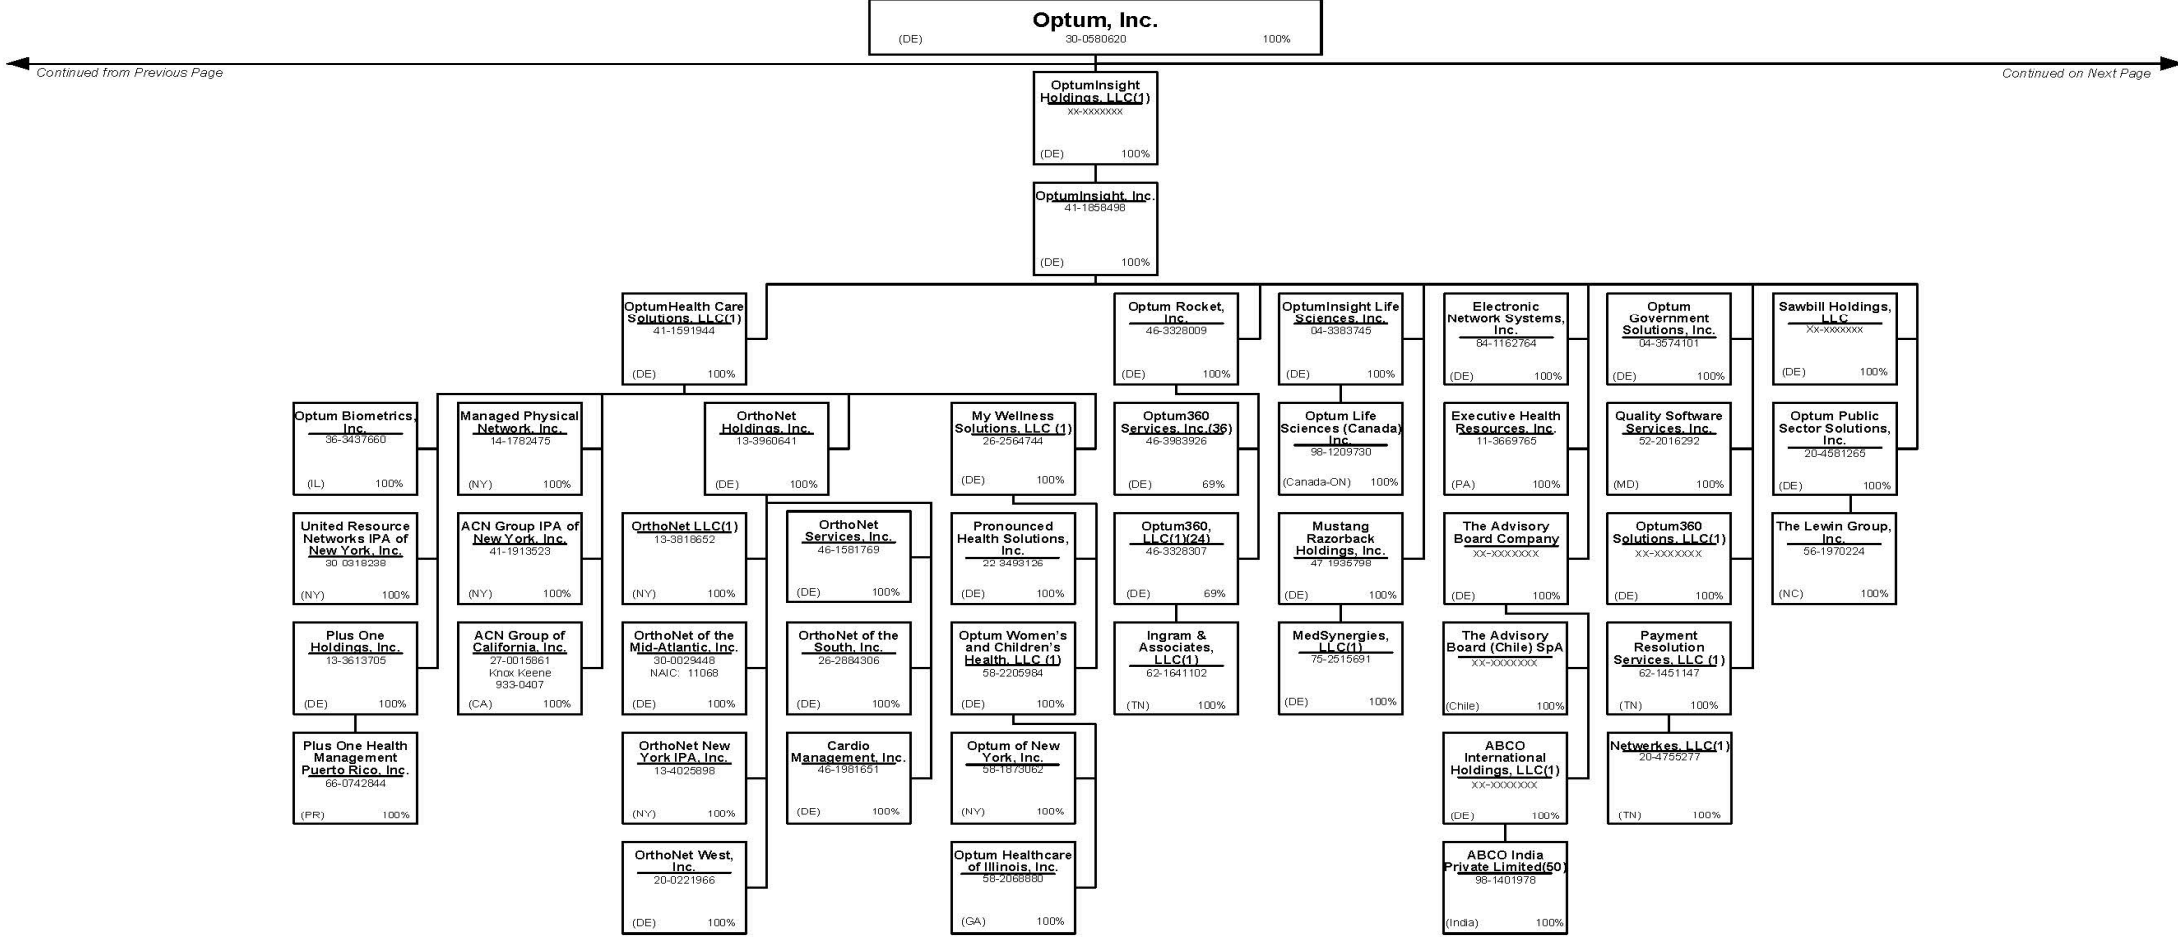 Optum, Inc.
(DE) 30-0580620 100%
Continued from Previous Page
Continued on Next Page
OptumInsight
Holdings, LLC(1)
xx-xxxxxxx
(DE) 100%
OptumInsight, Inc.
41-1858498
(DE) 100%
OptumHealth Care
Solutions, LLC(1)
41-1591944
(DE) 100%
Optum Rocket,
Inc.
46-3328009
(DE) 100%
OptumInsight Life
Sciences, Inc.
04-3383745
(DE) 100%
Electronic
Network Systems,
Inc.
84-1162764
(DE) 100%
Optum
Government
Solutions, Inc.
04-3574101
(DE) 100%
Sawbill Holdings,
LLC
Xx-xxxxxxx
(DE) 100%
Optum Biometrics,
Inc.
36-3437660
(IL) 100%
Managed Physical
Network, Inc.
14-1782475
(NY) 100%
OrthoNet
Holdings, Inc.
13-3960641
(DE) 100%
My Wellness
Solutions, LLC (1)
26-2564744
(DE) 100%
Optum360
Services, Inc.(36)
46-3983926
(DE) 69%
Optum Life
Sciences (Canada)
Inc.
98-1209730
(Canada-ON) 100%
Executive Health
Resources, Inc.
11-3669765
(PA) 100%
Quality Software
Services, Inc.
52-2016292
(MD) 100%
Optum Public
Sector Solutions,
Inc.
20-4581265
(DE) 100%
United Resource
Networks IPA of
New York, Inc.
30 0318238
(NY) 100%
ACN Group IPA of
New York, Inc.
41-1913523
(NY) 100%
OrthoNet LLC(1)
13-3818652
(NY) 100%
OrthoNet
Services, Inc.
46-1581769
(DE) 100%
Pronounced
Health Solutions,
Inc.
22 3493126
(DE) 100%
Optum360,
LLC(1)(24)
46-3328307
(DE) 69%
Mustang
Razorback
Holdings, Inc.
47 1935798
(DE) 100%
The Advisory
Board Company
xx-xxxxxxx
(DE) 100%
Optum360
Solutions, LLC(1)
xx-xxxxxxx
(DE) 100%
The Lewin Group,
Inc.
56-1970224
(NC) 100%
Plus One
Holdings, Inc.
13-3613705
(DE) 100%
ACN Group of
California, Inc.
27-0015861
Knox Keene
933-0407
(CA) 100%
OrthoNet of the
Mid-Atlantic, Inc.
30-0029448
NAIC: 11068
(DE) 100%
OrthoNet of the
South, Inc.
26-2884306
(DE) 100%
Optum Women's
and Children's
Health, LLC (1)
58-2205984
(DE) 100%
Ingram &
Associates,
LLC(1)
62-1641102
(TN) 100%
MedSynergies,
LLC(1)
75-2515691
(DE) 100%
The Advisory
Board (Chile) SpA
xx-xxxxxxx
(Chile) 100%
Payment
Resolution
Services, LLC (1)
62-1451147
(TN) 100%
Plus One Health
Management
Puerto Rico, Inc.
66-0742844
(PR) 100%
OrthoNet New
York IPA, Inc.
13-4025898
(NY) 100%
Cardio
Management, Inc.
46-1981651
(DE) 100%
Optum of New
York, Inc.
58-1873062
(NY) 100%
ABCO
International
Holdings, LLC(1)
xx-xxxxxxx
(DE) 100%
Netwerkes, LLC(1)
20-4755277
(TN) 100%
OrthoNet West,
Inc.
20-0221966
(DE) 100%
Optum Healthcare
of Illinois, Inc.
58-2068880
(GA) 100%
ABCO India
Private Limited(50)
98-1401978
(India) 100%